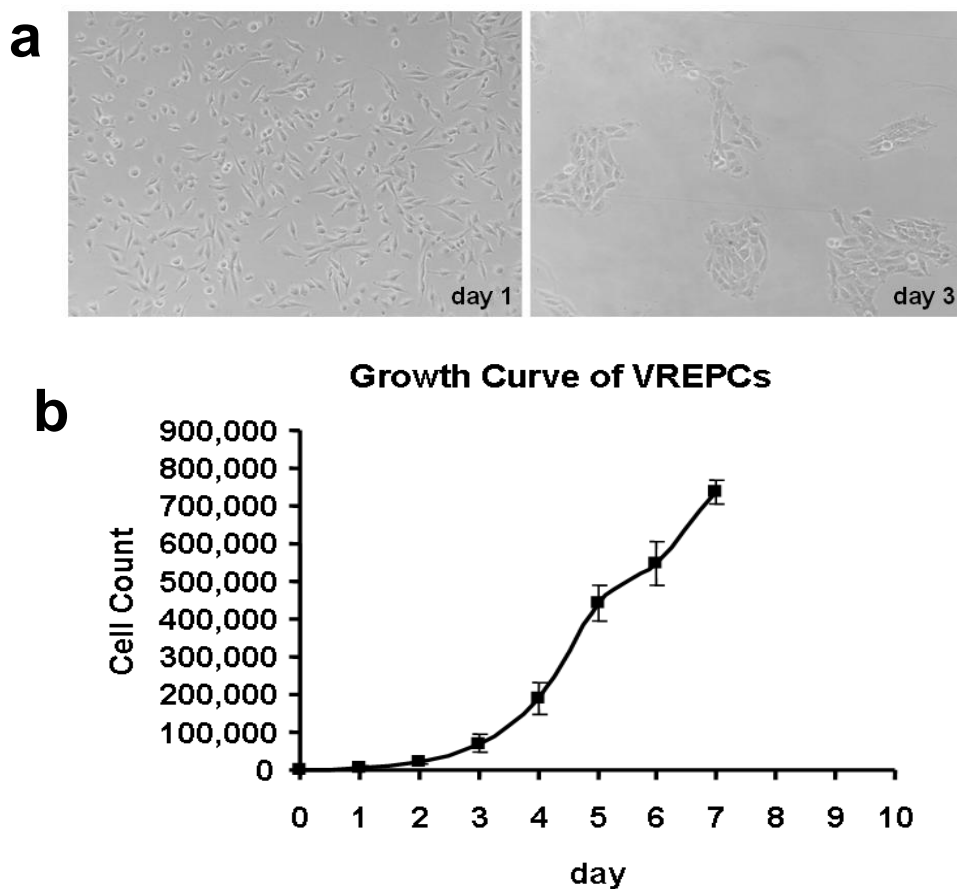 a
day 1
day 3
b
Growth Curve of VREPCs
900,000
800,000
700,000
600,000
500,000
400,000
300,000
200,000
100,000
0
Cell Count
0 1 2 3 4 5 6 7 8 9 10
day